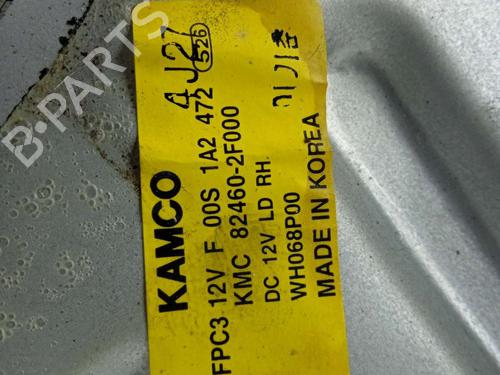 KAMCO 4J27
526
FPC3 12V F 00S 1A2 472
KMC 82460-2F000
DC 12V LD RH.
WH068P00
MADE IN KOREA
B-PARTS